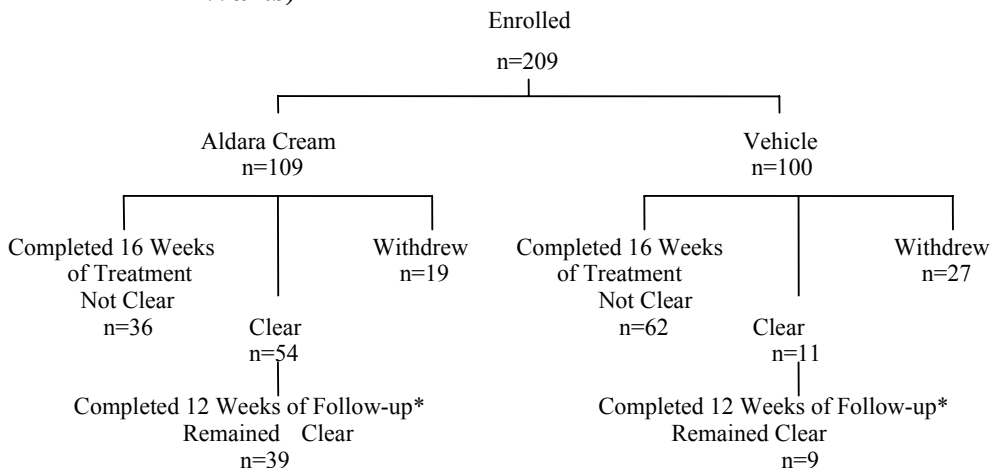 Enrolled
n=209
Aldara Cream
n=109
Vehicle
n=100
Completed 16 Weeks
of Treatment
Not Clear
n=36
Clear
n=54
Withdrew
n=19
Completed 12 Weeks of Follow-up*
Remained Clear
n=39
Completed 16 Weeks
of Treatment
Not Clear
n=62
Clear
n=11
Withdrew
n=27
Completed 12 Weeks of Follow-up*
Remained Clear
n=9